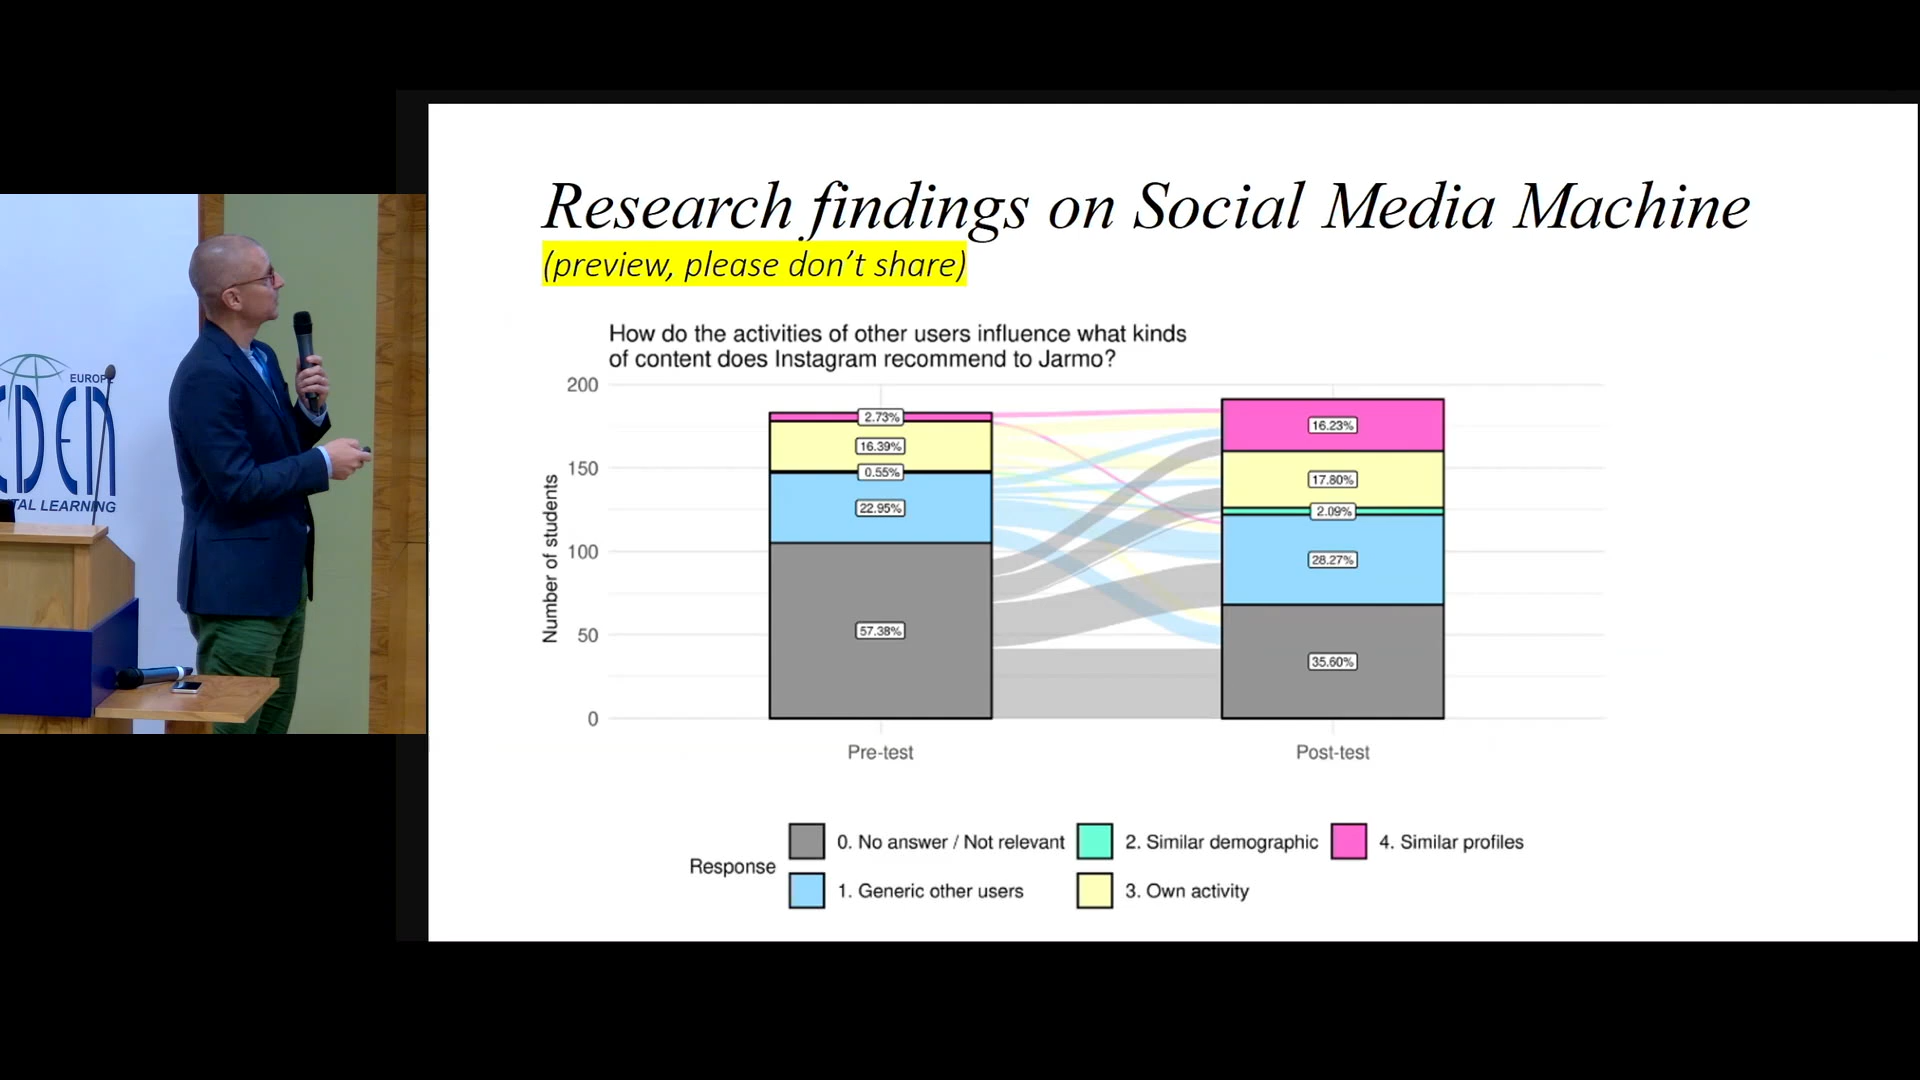 Research findings on Social Media Machine
(preview, please don’t share)
How do the activities of other users influence what kinds
of content does Instagram recommend to Jarmo?
Number of students
200
150
100
50
0
2.73%
16.39%
0.55%
22.95%
57.38%
16.23%
17.80%
2.09%
28.27%
35.60%
Pre-test
Post-test
Response
0. No answer / Not relevant
2. Similar demographic
4. Similar profiles
1. Generic other users
3. Own activity
EUROPE
EDEN
TAL LEARNING